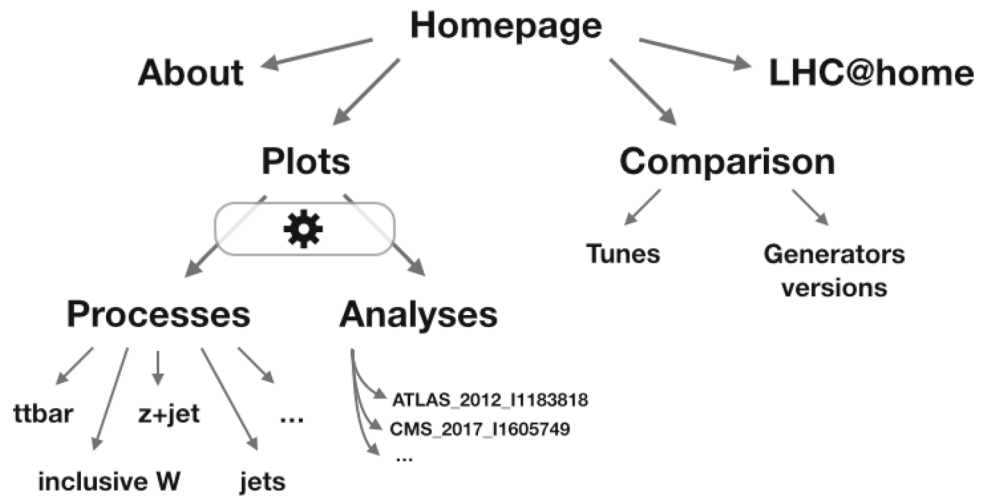 Homepage
About
LHC@home
Plots
Comparison
Tunes
Generators
versions
Processes
Analyses
ttbar
z+jet
...
inclusive W
jets
ATLAS_2012_I1183818
CMS_2017_I1605749
...